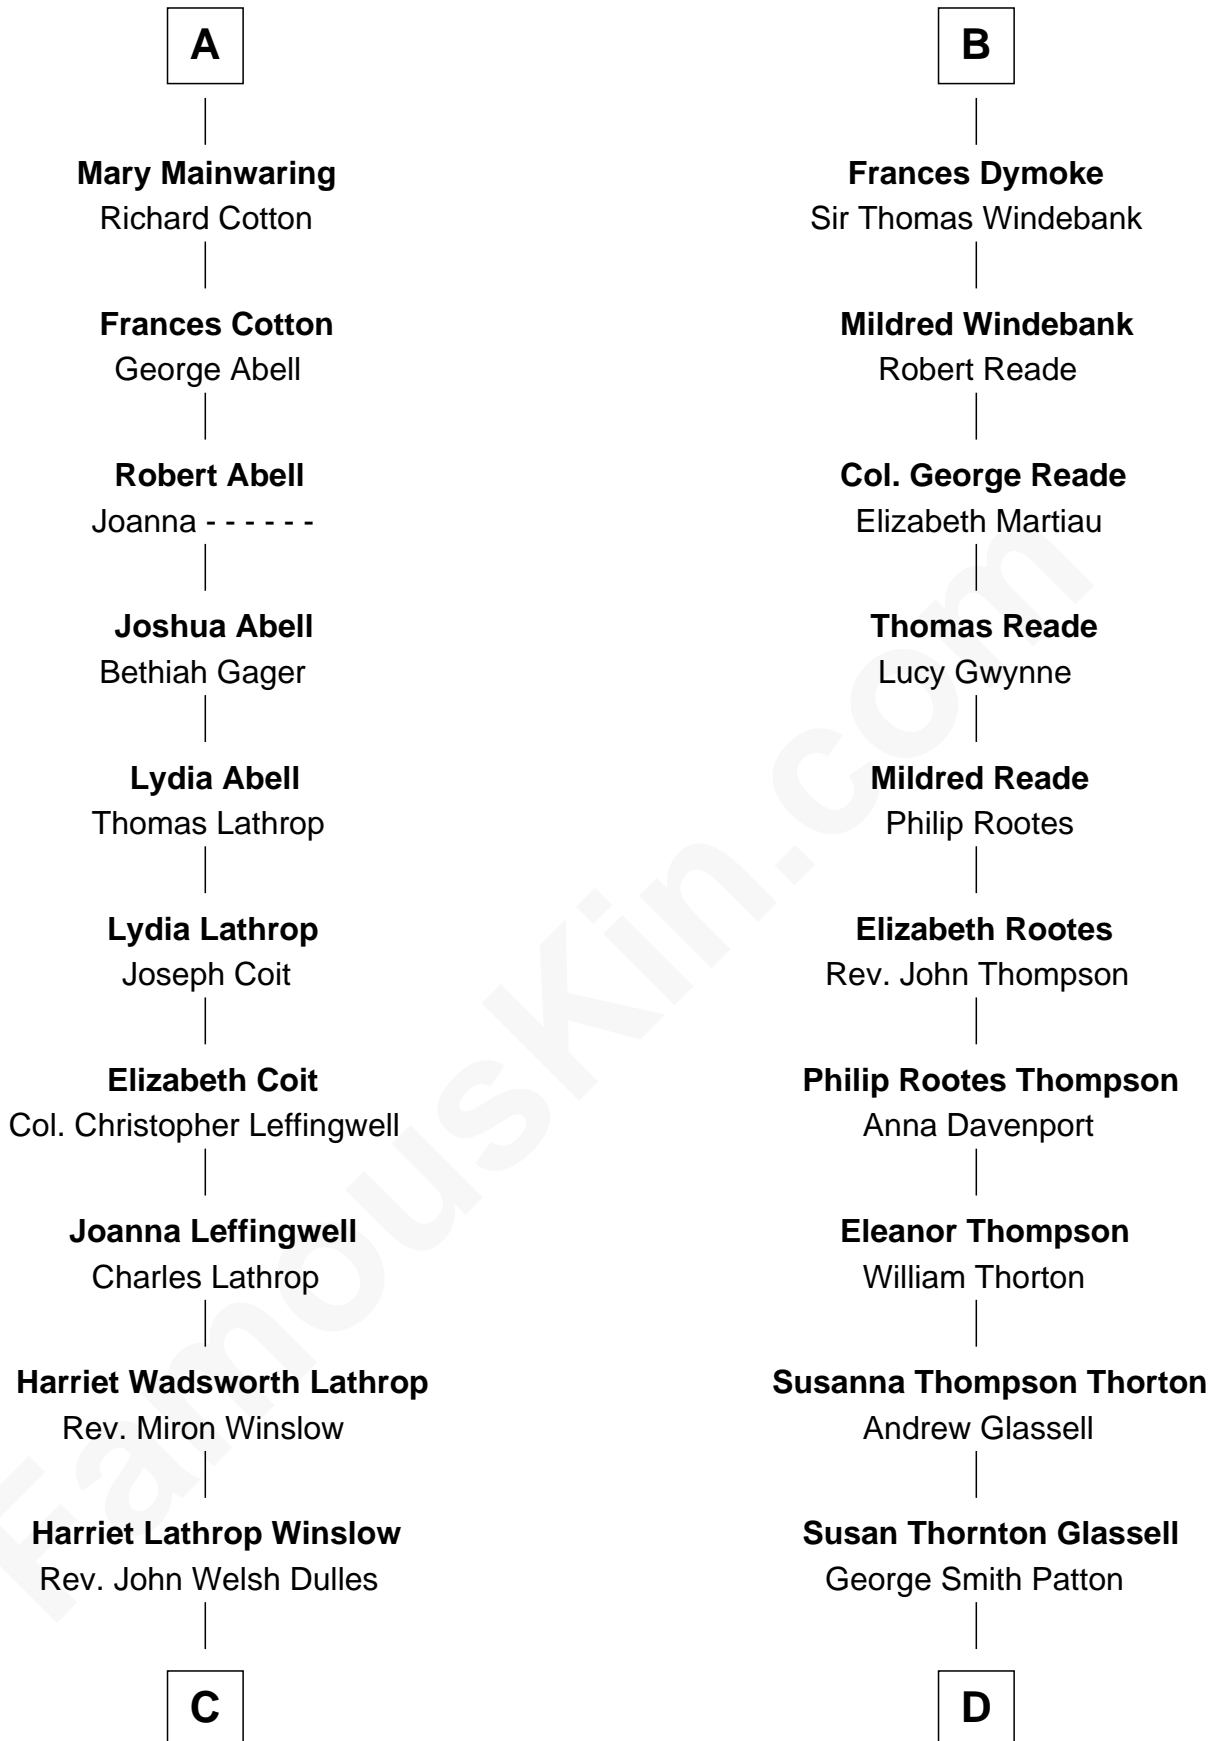 A
Mary Mainwaring
Richard Cotton
Frances Cotton
George Abell
Robert Abell
Joanna - - - - - -
Joshua Abell
Bethiah Gager
Lydia Abell
Thomas Lathrop
Lydia Lathrop
Joseph Coit
Elizabeth Coit
Col. Christopher Leffingwell
Joanna Leffingwell
Charles Lathrop
Harriet Wadsworth Lathrop
Rev. Miron Winslow
Harriet Lathrop Winslow
Rev. John Welsh Dulles
C
B
Frances Dymoke
Sir Thomas Windebank
Mildred Windebank
Robert Reade
Col. George Reade
Elizabeth Martiau
Thomas Reade
Lucy Gwynne
Mildred Reade
Philip Rootes
Elizabeth Rootes
Rev. John Thompson
Philip Rootes Thompson
Anna Davenport
Eleanor Thompson
William Thorton
Susanna Thompson Thorton
Andrew Glassell
Susan Thornton Glassell
George Smith Patton
D
FamousKin.com